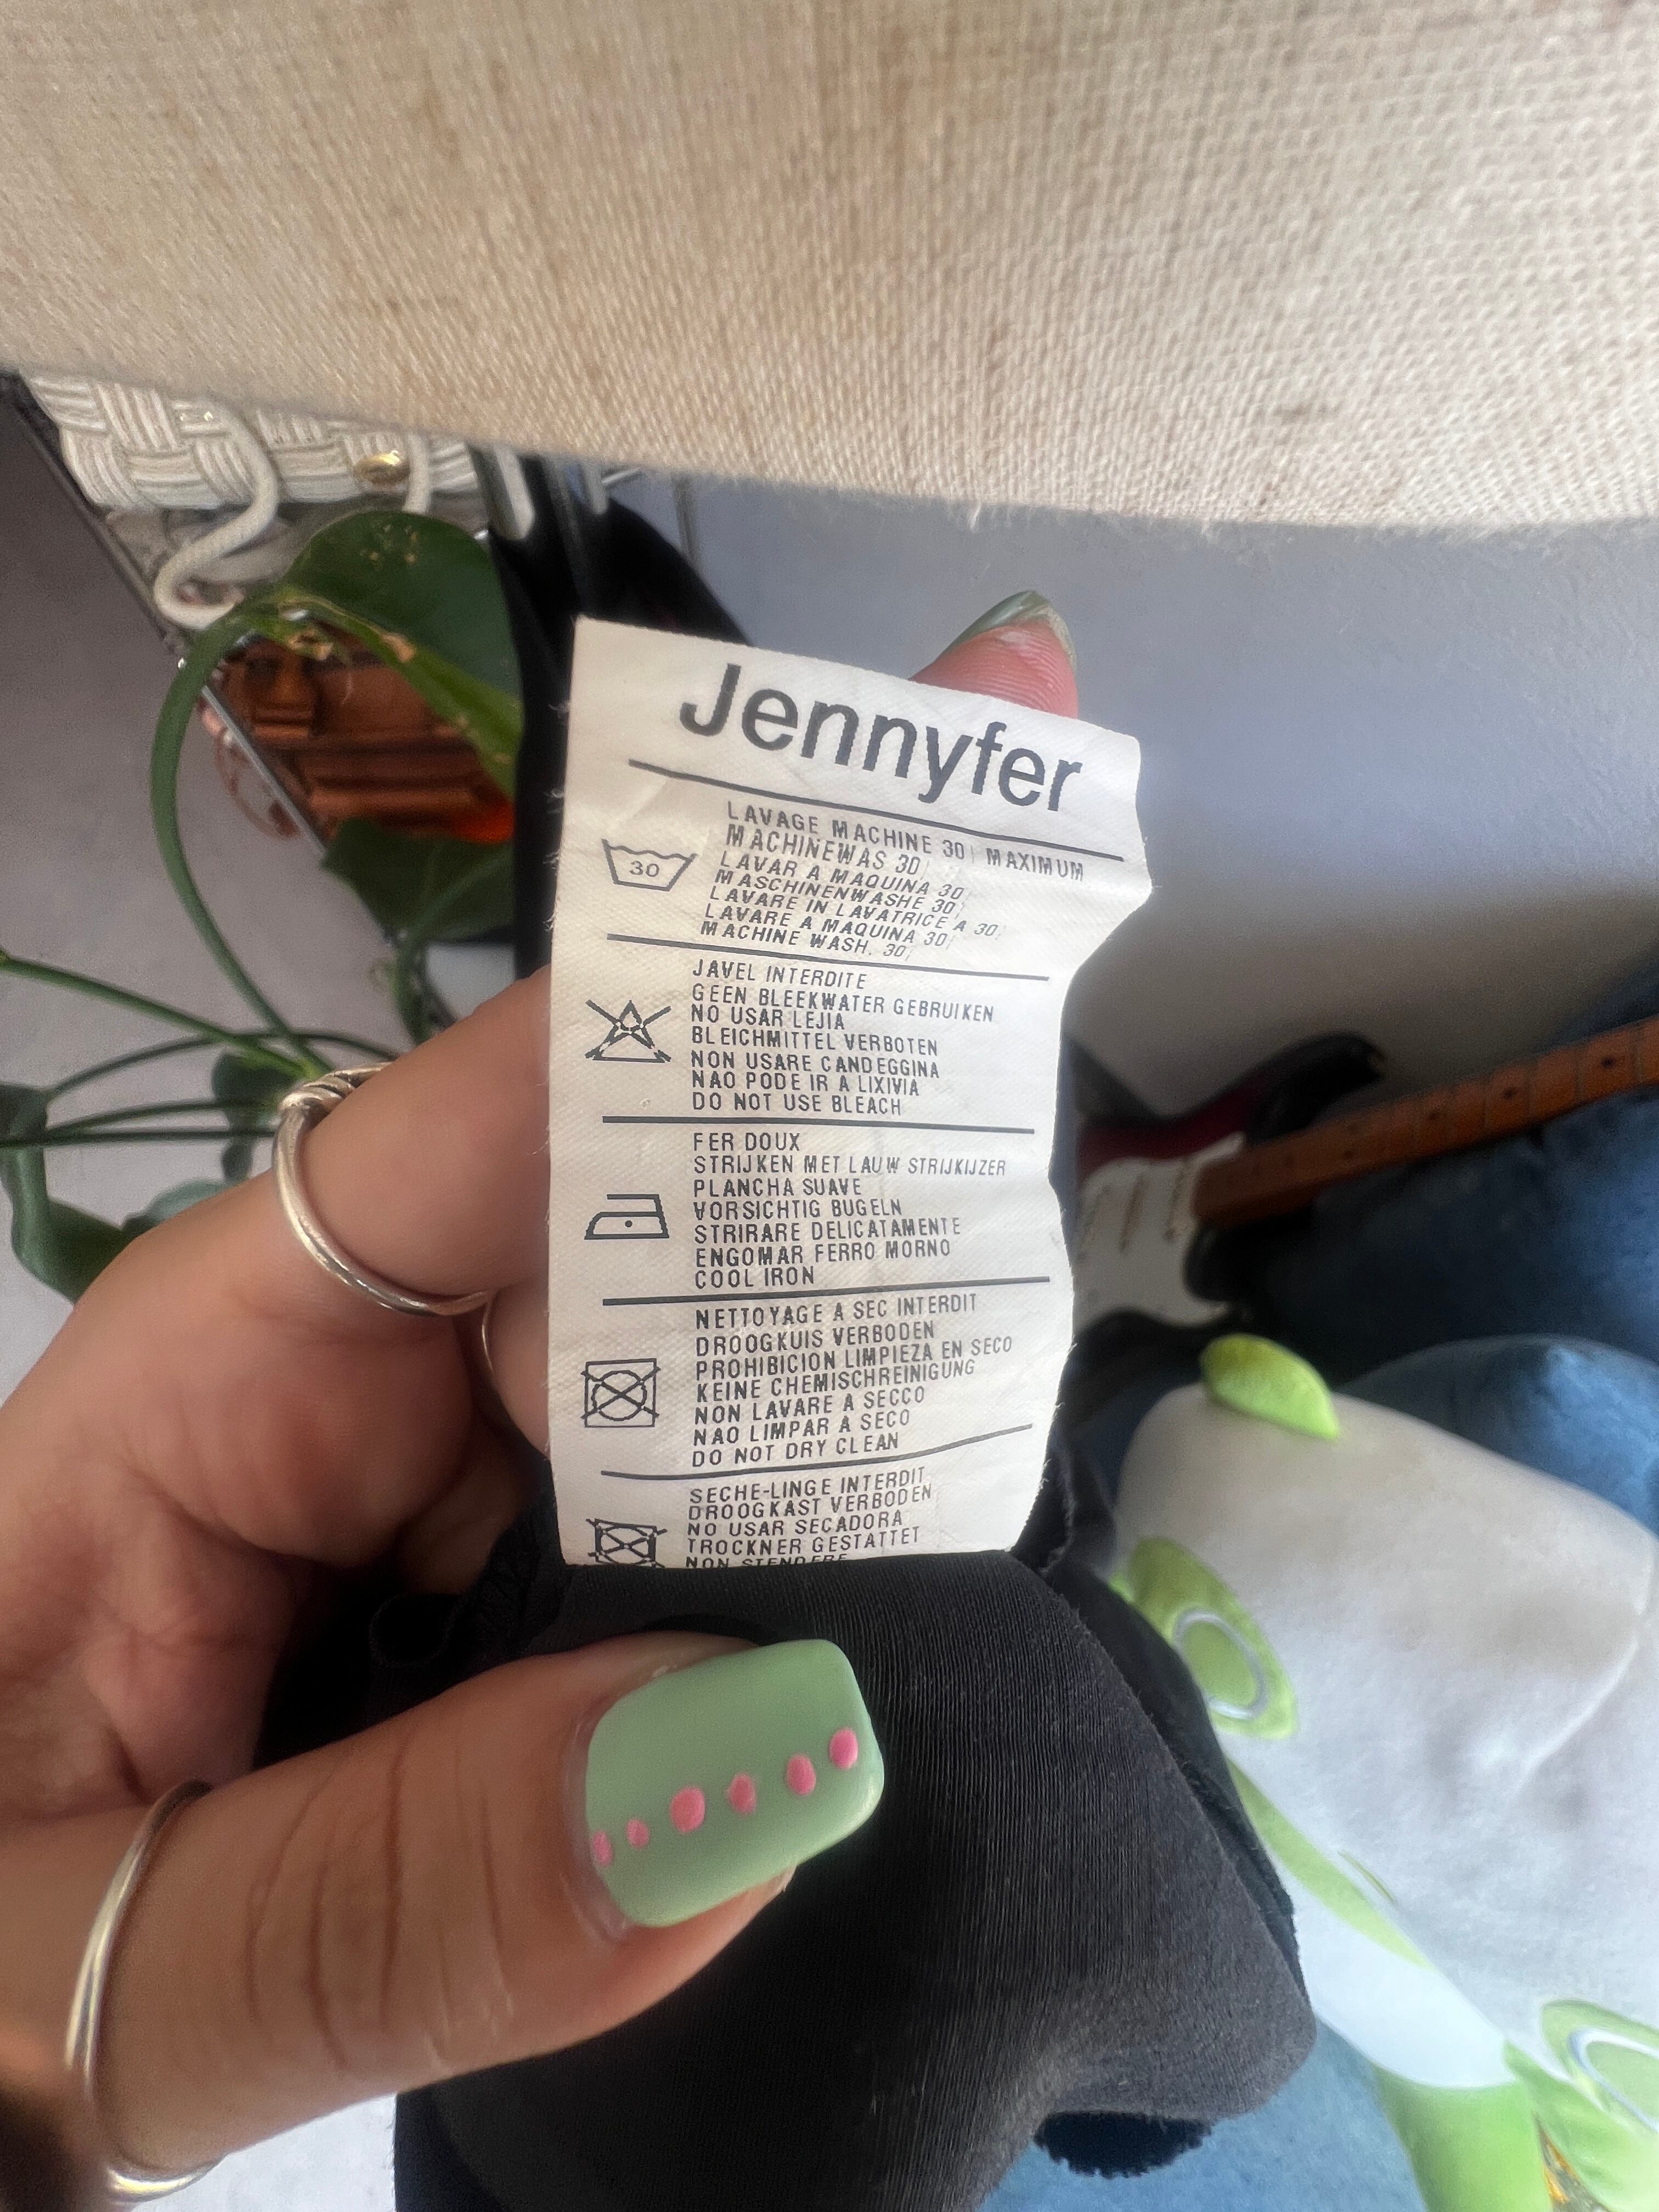 Jennyfer
30
LAVAGE MACHINE 30 MAXIMUM
MACHINEWAS 30
LAVAR A MAQUINA 30
MASCHINENWASHE 30
LAVARE IN LAVATRICE A 30
LAVARE A MAQUINA 30
MACHINE WASH. 30
JAVEL INTERDITE
GEEN BLEEKWATER GEBRUIKEN
NO USAR LEJIA
BLEICHMITTEL VERBOTEN
NON USARE CANDEGGINA
NAO PODE IR A LIXIVIA
DO NOT USE BLEACH
FER DOUX
STRIJKEN MET LAUW STRIJKIJZER
PLANCHA SUAVE
VORSICHTIG BUGELN
STRIRARE DELICATAMENTE
ENGOMAR FERRO MORNO
COOL IRON
NETTOYAGE A SEC INTERDIT
DROOGKUIS VERBODEN
PROHIBICION LIMPIEZA EN SECO
KEINE CHEMISCHREINIGUNG
NON LAVARE A SECCO
NAO LIMPAR A SECO
DO NOT DRY CLEAN
SECHE-LINGE INTERDIT
DROOGKAST VERBODEN
NO USAR SECADORA
TROCKNER GESTATTET
NON STENDERE